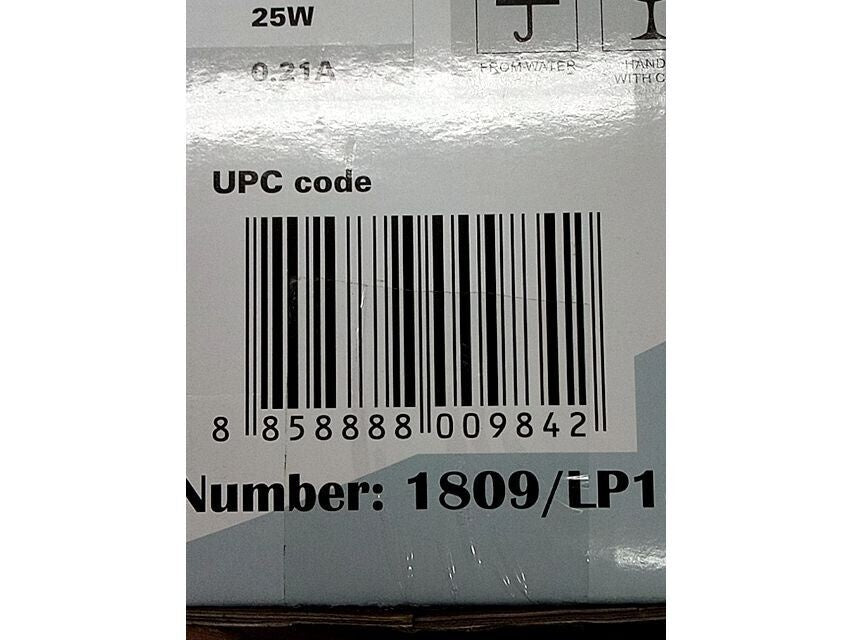 25W
0.21A
FROM WATER
HAND
WITH C
UPC code
8 858888 009842
Number: 1809/LP1